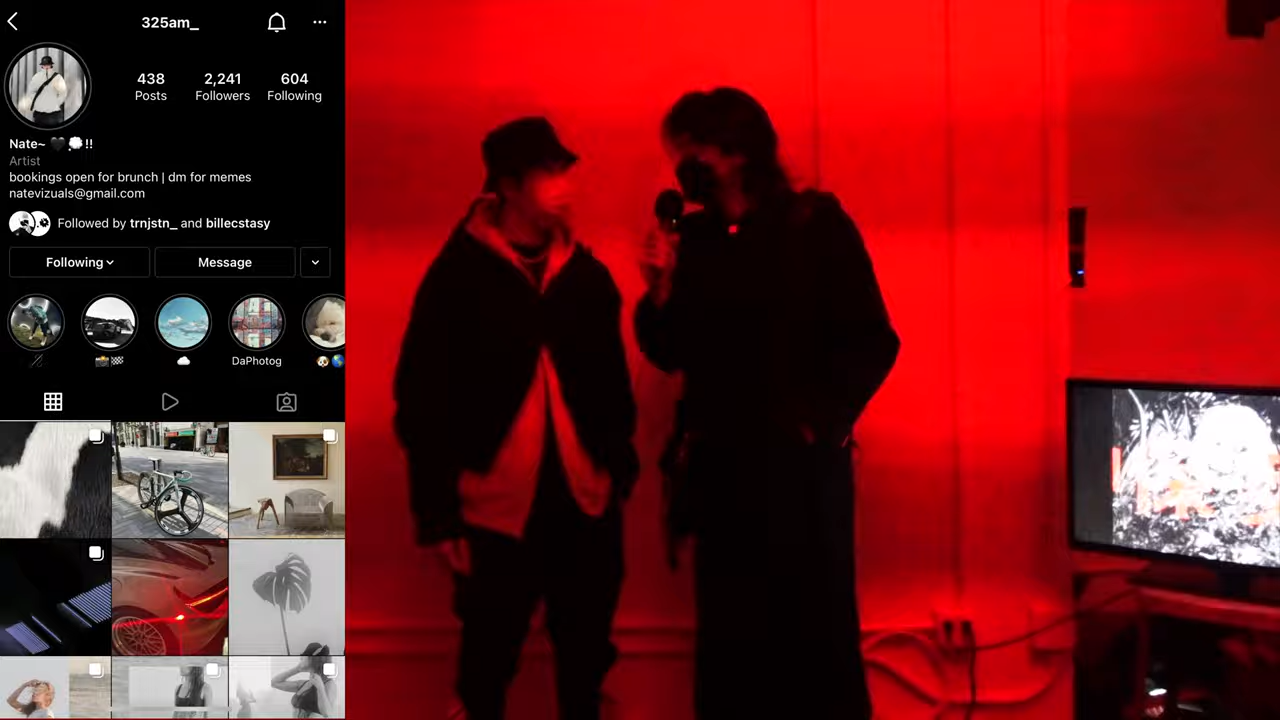 325am_
438
Posts
2,241
Followers
604
Following
Nate~ 🖤💭!!
Artist
bookings open for brunch | dm for memes
natevizuals@gmail.com
Followed by trnjstn_ and billecstasy
Following
Message
DaPhotog